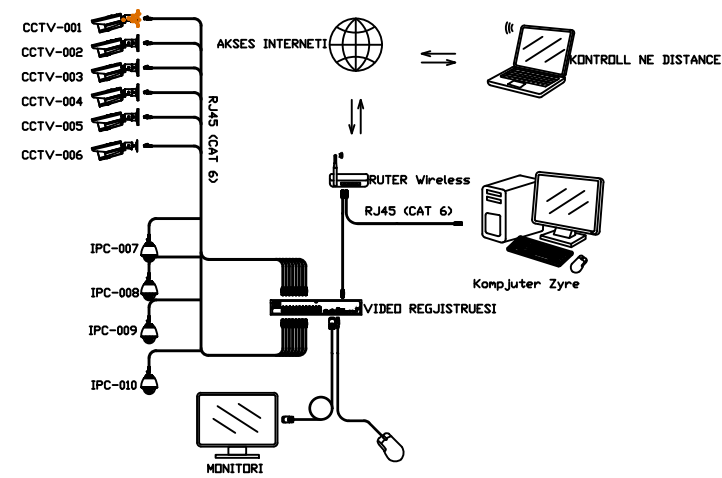 CCTV-001
CCTV-002
CCTV-003
CCTV-004
CCTV-005
CCTV-006
RJ45 (CAT 6)
AKSES INTERNETI
KONTROLL NE DISTANCE
RUTER Wireless
RJ45 (CAT 6)
Kompjuter Zyre
IPC-007
IPC-008
IPC-009
IPC-010
VIDEO REGJISTRUESI
MONITORI